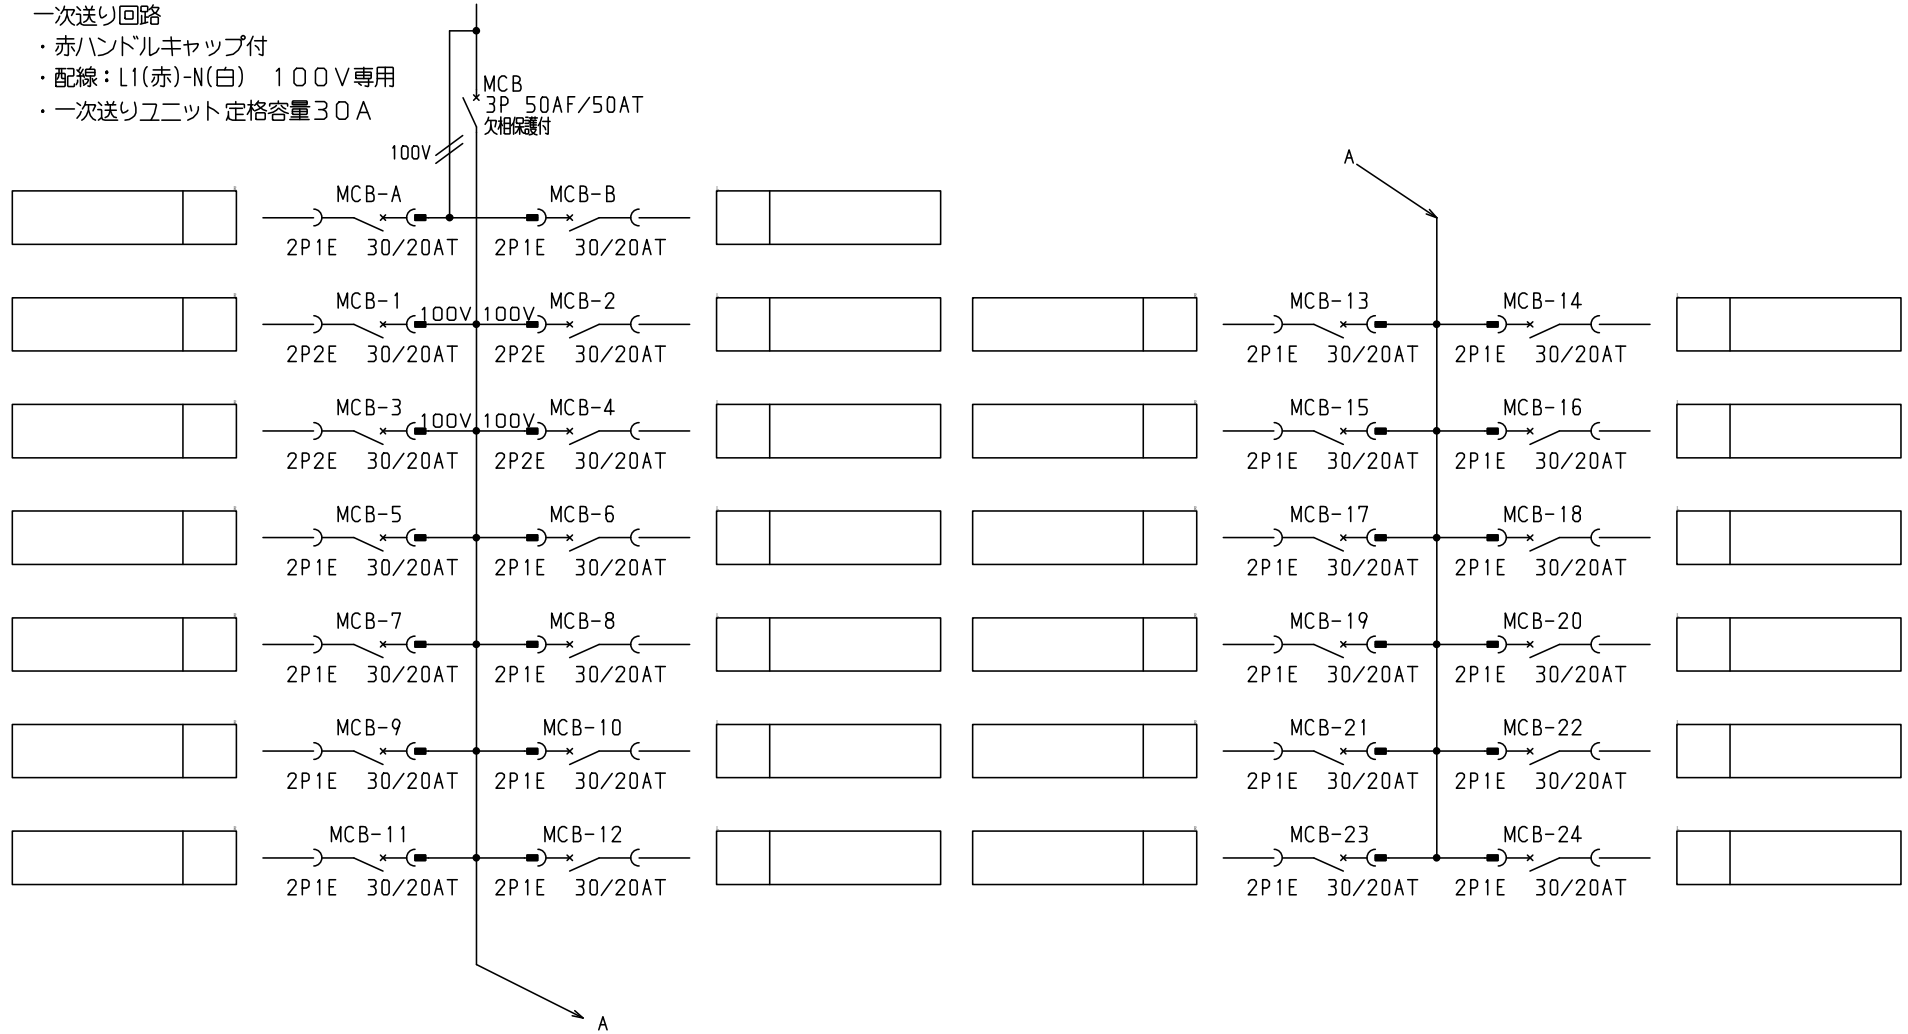 一次送り回路
・赤ハンドルキャップ付
・配線：L1(赤)-N(白)　１００Ｖ専用
・一次送りユニット定格容量３０Ａ
MCB
3P 50AF/50AT
欠相保護付
100V
A
MCB-A MCB-B
2P1E 30/20AT 2P1E 30/20AT
MCB-1 100V 100V MCB-2
2P2E 30/20AT 2P2E 30/20AT
MCB-3 100V 100V MCB-4
2P2E 30/20AT 2P2E 30/20AT
MCB-5 MCB-6
2P1E 30/20AT 2P1E 30/20AT
MCB-7 MCB-8
2P1E 30/20AT 2P1E 30/20AT
MCB-9 MCB-10
2P1E 30/20AT 2P1E 30/20AT
MCB-11 MCB-12
2P1E 30/20AT 2P1E 30/20AT
A
MCB-13 MCB-14
2P1E 30/20AT 2P1E 30/20AT
MCB-15 MCB-16
2P1E 30/20AT 2P1E 30/20AT
MCB-17 MCB-18
2P1E 30/20AT 2P1E 30/20AT
MCB-19 MCB-20
2P1E 30/20AT 2P1E 30/20AT
MCB-21 MCB-22
2P1E 30/20AT 2P1E 30/20AT
MCB-23 MCB-24
2P1E 30/20AT 2P1E 30/20AT